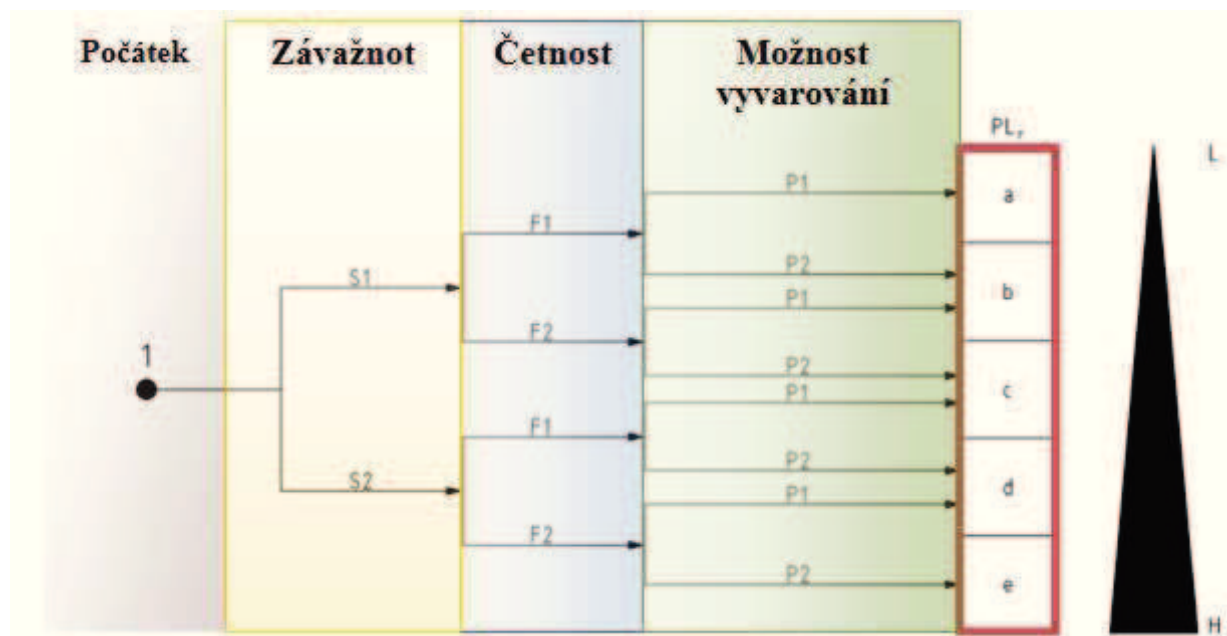 Počátek
Závažnot
Četnost
Možnost
vyvarování
PLr
L
P1
a
F1
P2
S1
b
P1
F2
1
P2
c
P1
F1
P2
S2
d
P1
F2
P2
e
H